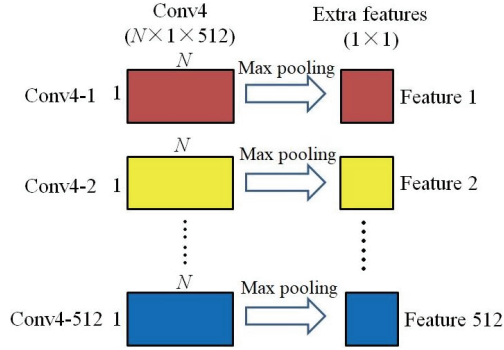 Conv4
(N×1×512)
Extra features
(1×1)
N
Max pooling
Conv4-1
1
Feature 1
N
Max pooling
Conv4-2
1
Feature 2
N
Max pooling
Conv4-512
1
Feature 512